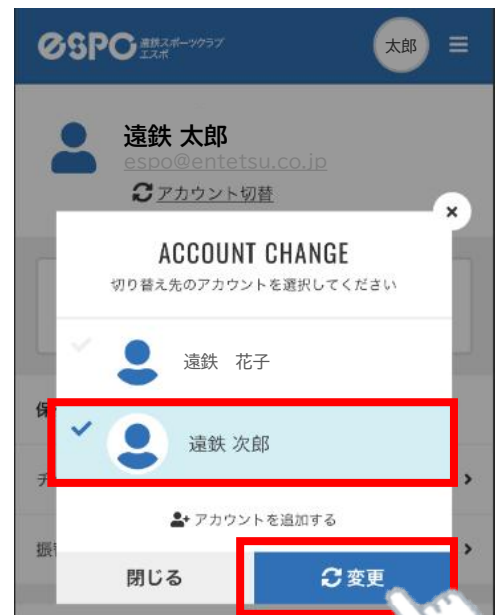 espo 遠鉄スポーツクラブ
エスポ
太郎
遠鉄 太郎
espo@entetsu.co.jp
アカウント切替
×
ACCOUNT CHANGE
切り替え先のアカウントを選択してください
遠鉄 花子
保
遠鉄 次郎
チ
アカウントを追加する
振
閉じる
変更